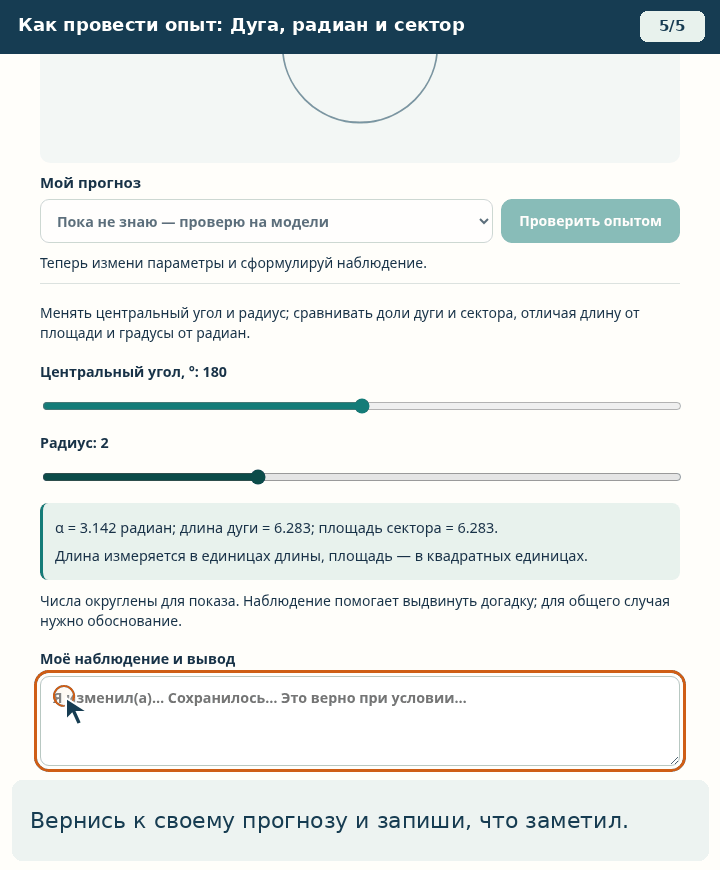 Как провести опыт: Дуга, радиан и сектор
5/5
Мой прогноз
Пока не знаю — проверю на модели
Проверить опытом
Теперь измени параметры и сформулируй наблюдение.
Менять центральный угол и радиус; сравнивать доли дуги и сектора, отличая длину от
площади и градусы от радиан.
Центральный угол, °: 180
Радиус: 2
α = 3.142 радиан; длина дуги = 6.283; площадь сектора = 6.283.
Длина измеряется в единицах длины, площадь — в квадратных единицах.
Числа округлены для показа. Наблюдение помогает выдвинуть догадку; для общего случая
нужно обоснование.
Моё наблюдение и вывод
Я изменил(а)... Сохранилось... Это верно при условии...
Вернись к своему прогнозу и запиши, что заметил.